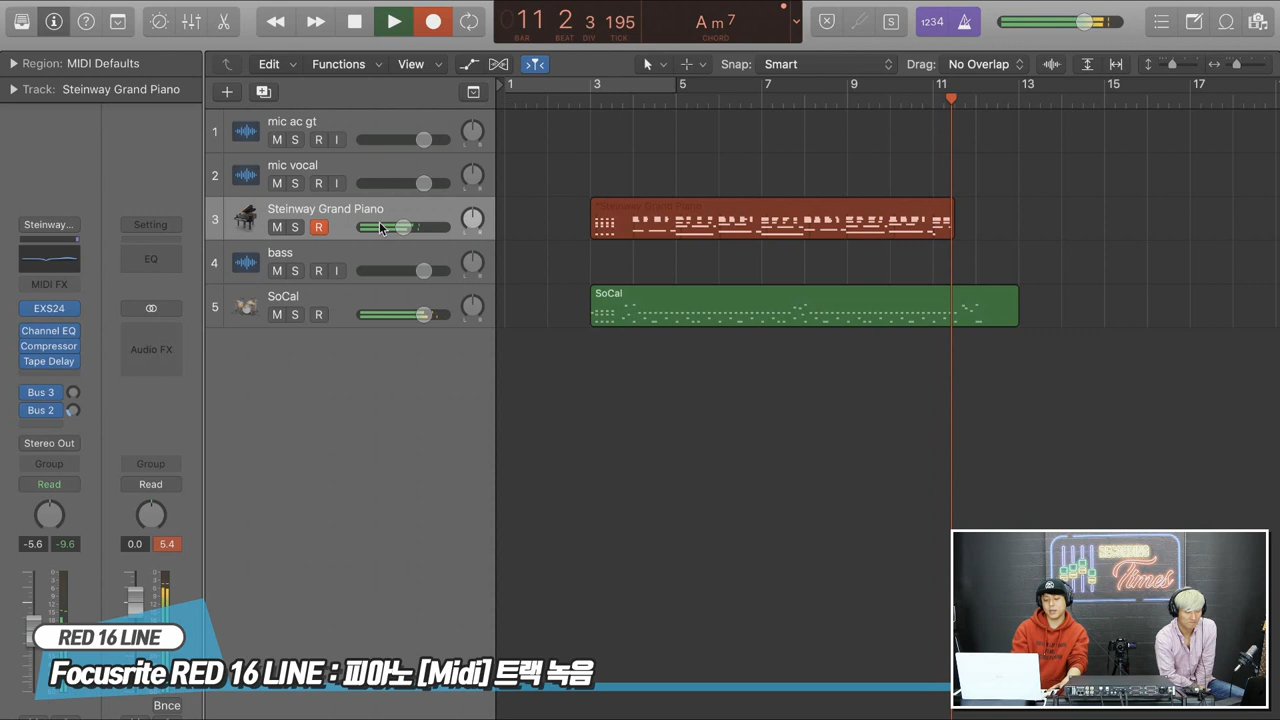 11 2 3 195
BAR BEAT DIV TICK
A m 7
CHORD
S
1234
Region: MIDI Defaults
Track: Steinway Grand Piano
Edit
Functions
View
Snap:
Smart
Drag:
No Overlap
1 3 5 7 9 11 13 15 17
1
mic ac gt
M S R I
2
mic vocal
M S R I
3
Steinway Grand Piano
M S R
4
bass
M S R I
5
SoCal
M S R
L R
*Steinway Grand Piano
SoCal
Steinway...
Setting
EQ
MIDI FX
EXS24
Channel EQ
Compressor
Tape Delay
Audio FX
Bus 3
Bus 2
Stereo Out
Group
Group
Read
Read
-5.6 -9.6 0.0 5.4
RED 16 LINE
Focusrite RED 16 LINE : 피아노 [Midi] 트랙 녹음
Bnce
Times